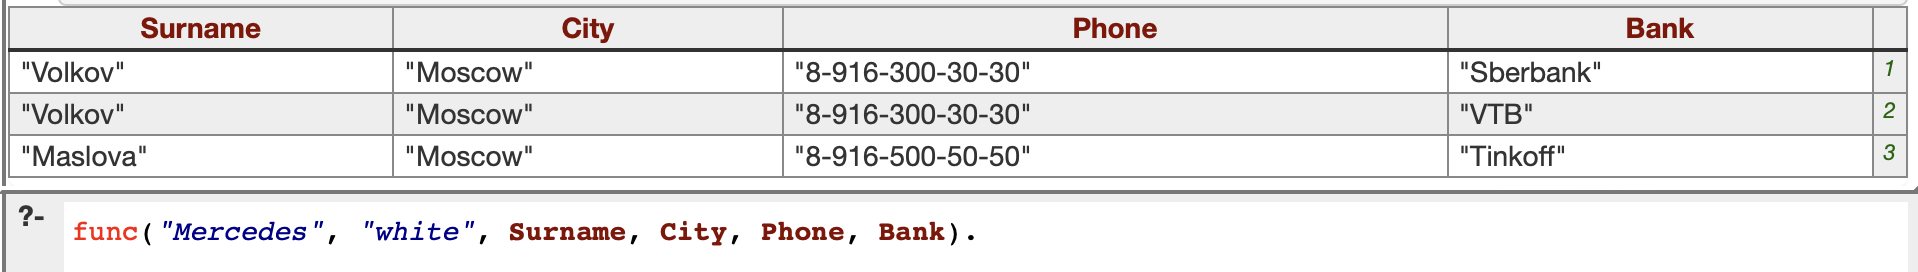 Surname City Phone Bank
"Volkov" "Moscow" "8-916-300-30-30" "Sberbank" 1
"Volkov" "Moscow" "8-916-300-30-30" "VTB" 2
"Maslova" "Moscow" "8-916-500-50-50" "Tinkoff" 3
?- func("Mercedes", "white", Surname, City, Phone, Bank).